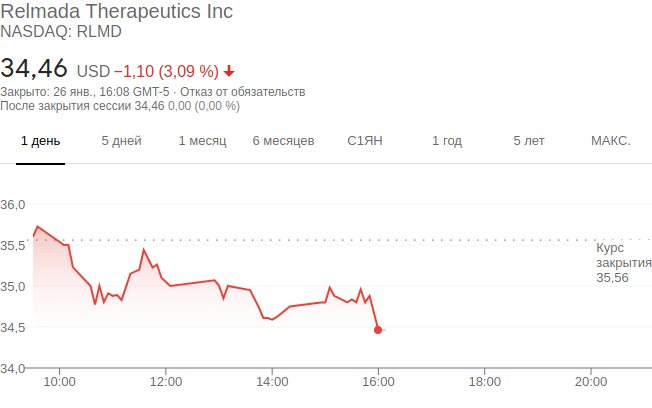 Relmada Therapeutics Inc
NASDAQ: RLMD
34,46 USD −1,10 (3,09 %)
Закрыто: 26 янв., 16:08 GMT-5 · Отказ от обязательств
После закрытия сессии 34,46 0,00 (0,00 %)
1 день 5 дней 1 месяц 6 месяцев С1ЯН 1 год 5 лет МАКС.
36,0
35,5
Курс
закрытия
35,56
35,0
34,5
34,0
10:00 12:00 14:00 16:00 18:00 20:00